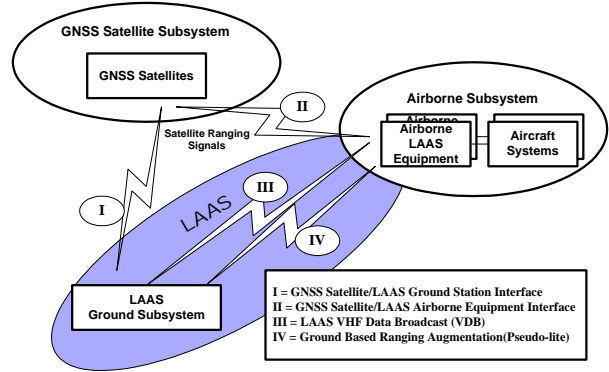 GNSS Satellite Subsystem
GNSS Satellites
II
Satellite Ranging
Signals
Airborne Subsystem
Airborne
Airborne
LAAS
Equipment
Aircraft
Systems
I
LAAS
III
IV
LAAS
Ground Subsystem
I = GNSS Satellite/LAAS Ground Station Interface
II = GNSS Satellite/LAAS Airborne Equipment Interface
III = LAAS VHF Data Broadcast (VDB)
IV = Ground Based Ranging Augmentation(Pseudo-lite)